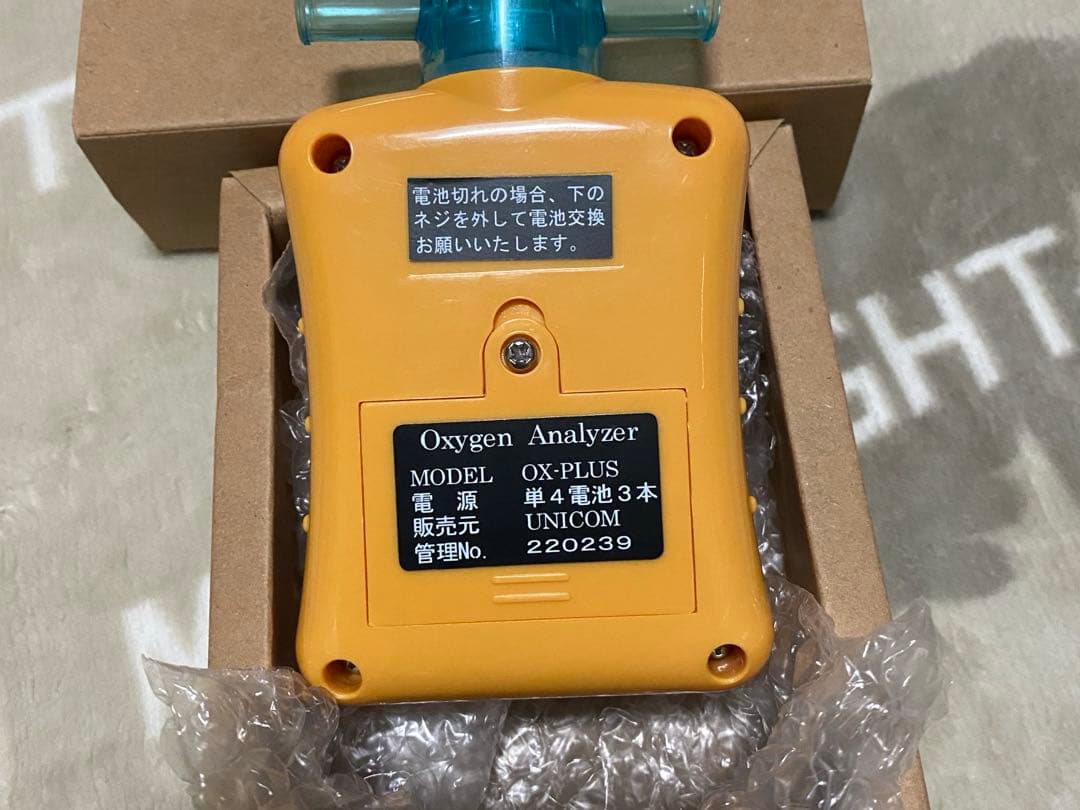 電池切れの場合、下の
ネジを外して電池交換
お願いいたします。
Oxygen Analyzer
MODEL OX-PLUS
電 源 単４電池３本
販売元 UNICOM
管理No. 220239
GHT